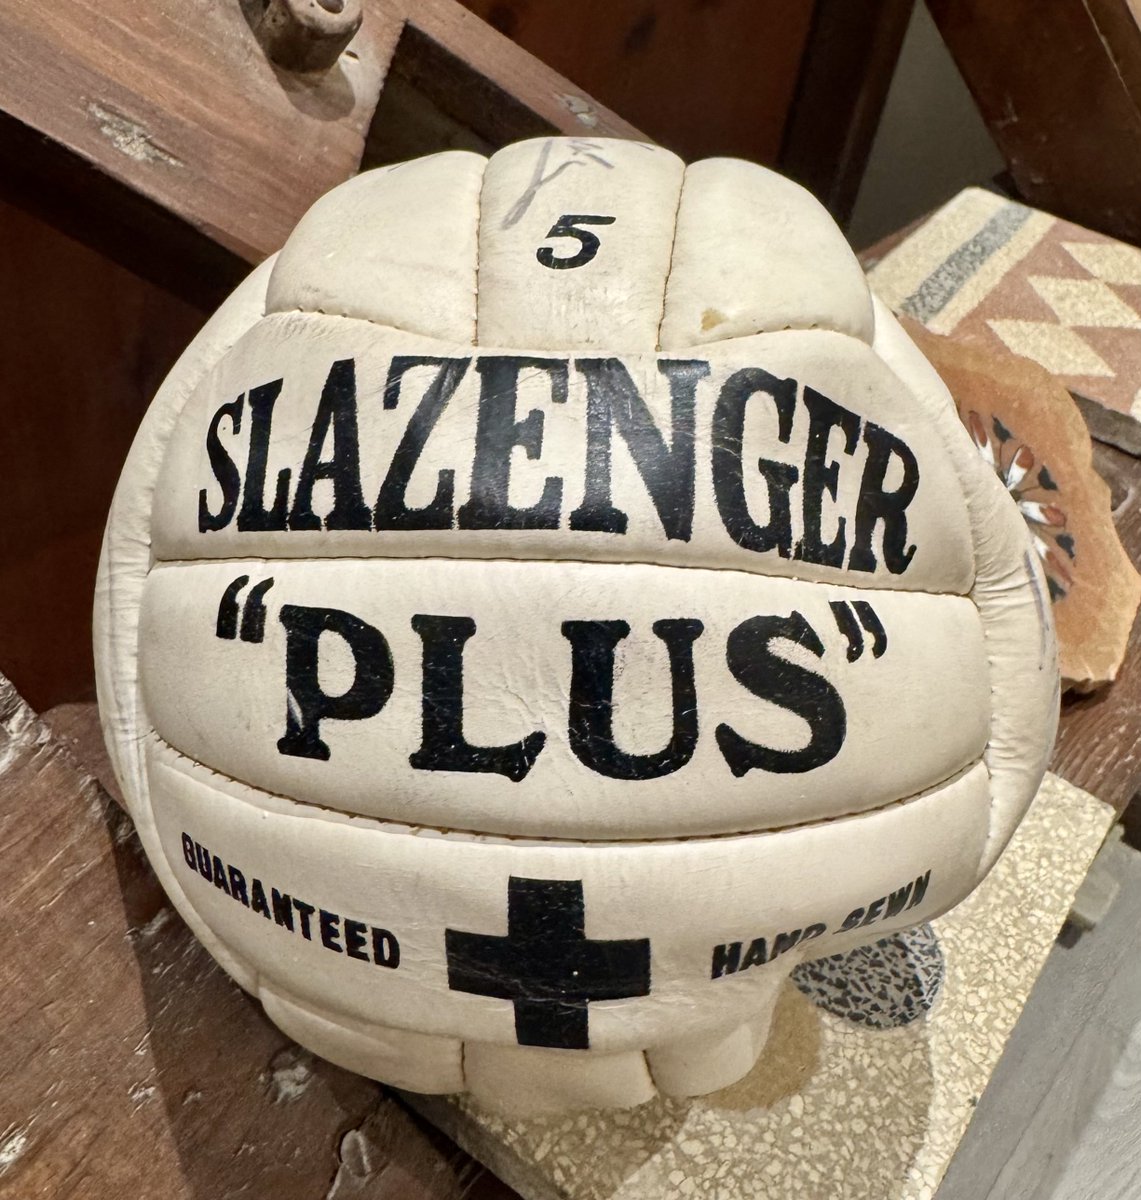 5
SLAZENGER
“PLUS”
GUARANTEED
HAND SEWN